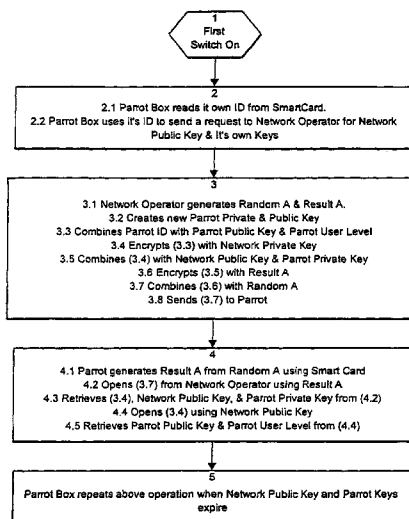 1
First
Switch On
2
2.1 Parrot Box reads it own ID from SmartCard.
2.2 Parrot Box uses it's ID to send a request to Network Operator for Network
Public Key & It's own Keys
3
3.1 Network Operator generates Random A & Result A.
3.2 Creates new Parrot Private & Public Key
3.3 Combines Parrot ID with Parrot Public Key & Parrot User Level
3.4 Encrypts (3.3) with Network Private Key
3.5 Combines (3.4) with Network Public Key & Parrot Private Key
3.6 Encrypts (3.5) with Result A
3.7 Combines (3.6) with Random A
3.8 Sends (3.7) to Parrot
4
4.1 Parrot generates Result A from Random A using Smart Card
4.2 Opens (3.7) from Network Operator using Result A
4.3 Retrieves (3.4), Network Public Key, & Parrot Private Key from (4.2)
4.4 Opens (3.4) using Network Public Key
4.5 Retrieves Parrot Public Key & Parrot User Level from (4.4)
5
Parrot Box repeats above operation when Network Public Key and Parrot Keys
expire